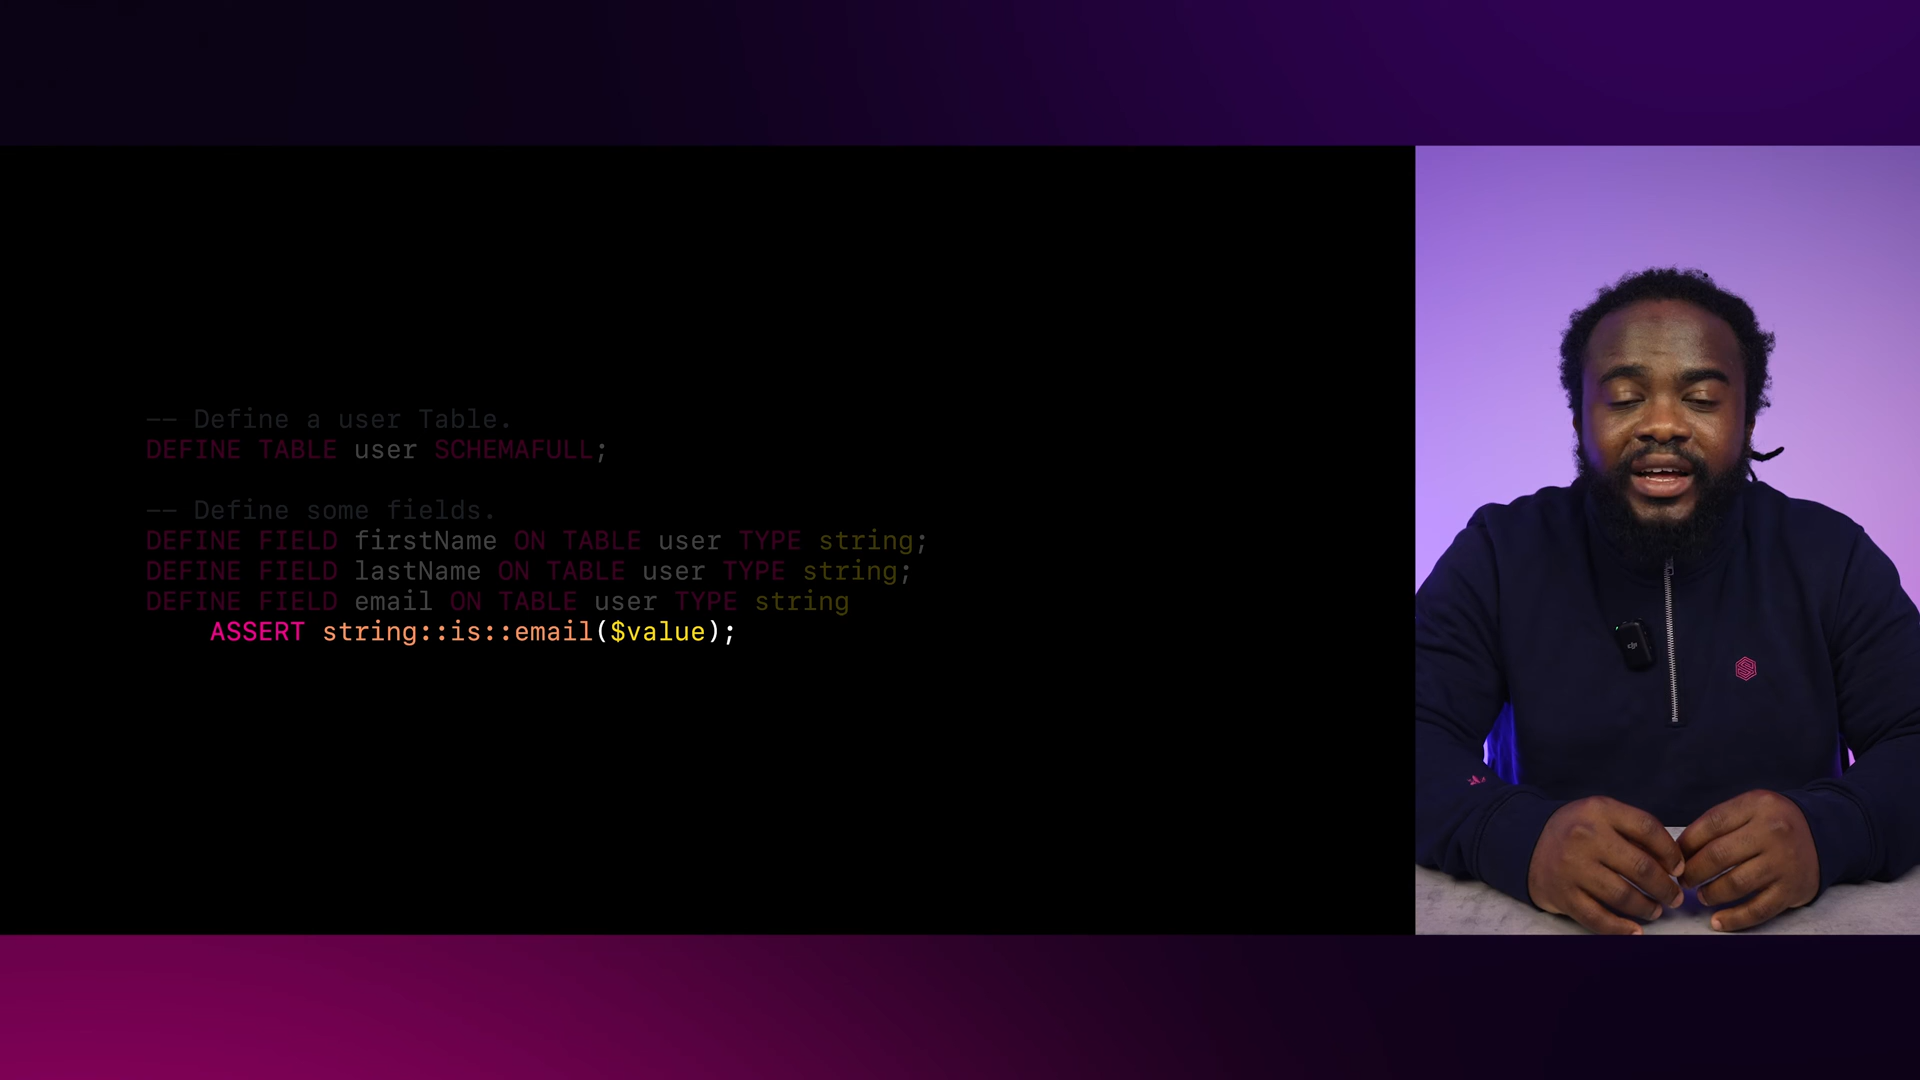 -- Define a user Table.
DEFINE TABLE user SCHEMAFULL;
-- Define some fields.
DEFINE FIELD firstName ON TABLE user TYPE string;
DEFINE FIELD lastName ON TABLE user TYPE string;
DEFINE FIELD email ON TABLE user TYPE string
ASSERT string::is::email($value);